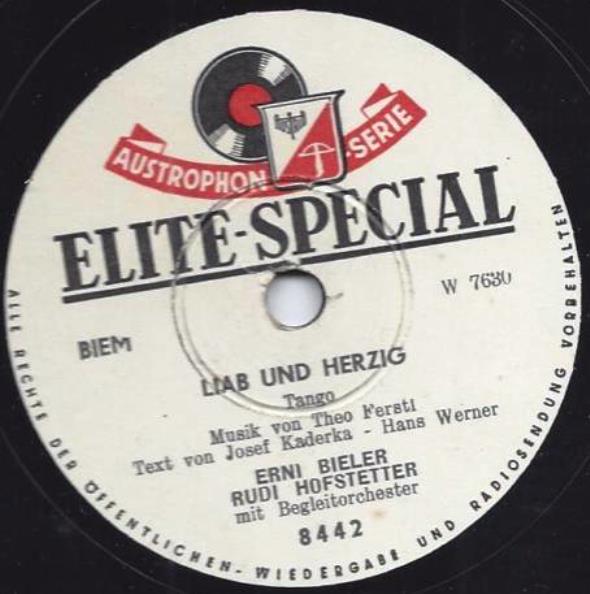 AUSTROPHON-SERIE
ELITE-SPECIAL
W 7630
BIEM
LIAB UND HERZIG
Tango
Musik von Theo Ferstl
Text von Josef Kaderka - Hans Werner
ERNI BIELER
RUDI HOFSTETTER
mit Begleitorchester
8442
ALLE RECHTE DER ÖFFENTLICHEN-WIEDERGABE UND RADIOSENDUNG VORBEHALTEN